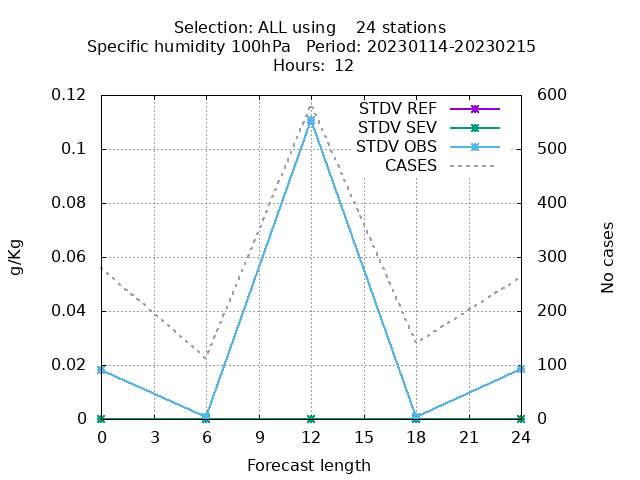 Selection: ALL using    24 stations
Specific humidity 100hPa   Period: 20230114-20230215
Hours:  12
0.12
0.1
0.08
0.06
0.04
0.02
0
600
500
400
300
200
100
0
STDV REF
STDV SEV
STDV OBS
CASES
g/Kg
No cases
0 3 6 9 12 15 18 21 24
Forecast length